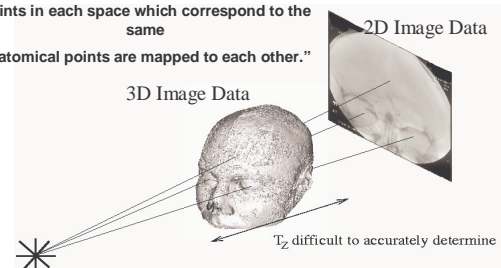 ints in each space which correspond to the
same
atomical points are mapped to each other.”
2D Image Data
3D Image Data
T_Z difficult to accurately determine